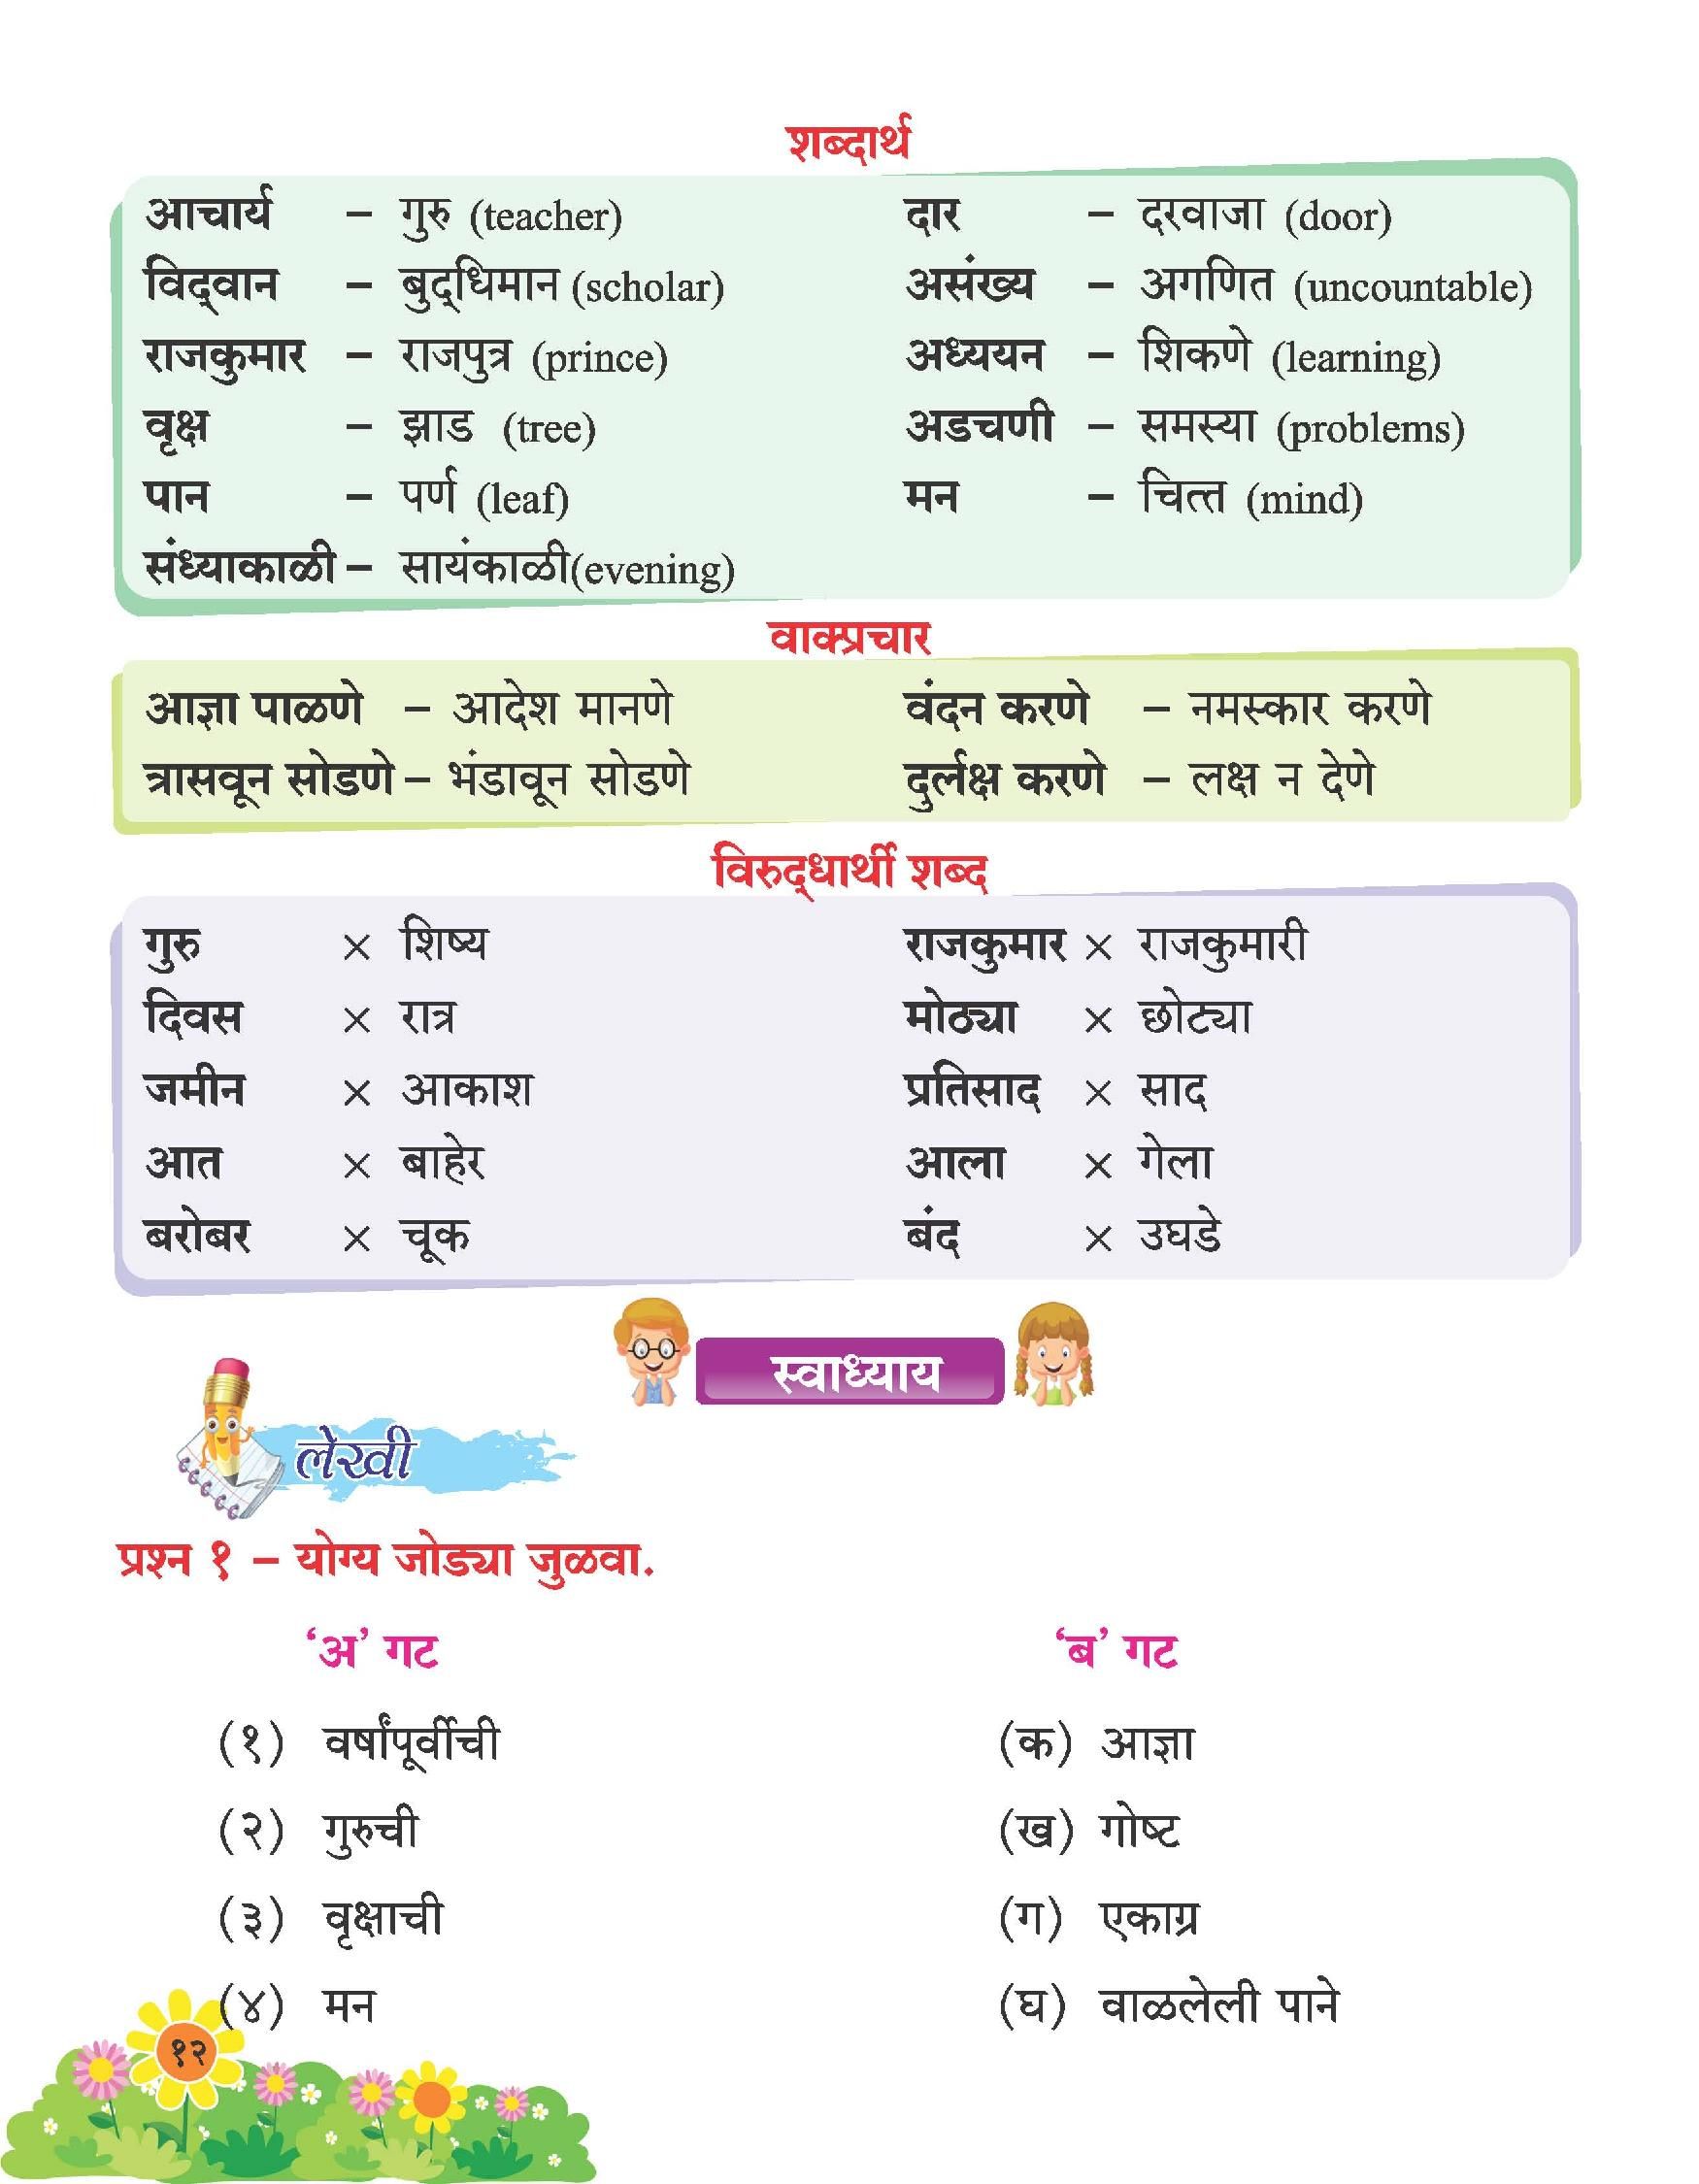 शब्दार्थ
आचार्य – गुरु (teacher) दार – दरवाजा (door)
विद्‌वान – बुद्‌धिमान (scholar) असंख्य – अगणित (uncountable)
राजकुमार – राजपुत्र (prince) अध्ययन – शिकणे (learning)
वृक्ष – झाड (tree) अडचणी – समस्या (problems)
पान – पर्ण (leaf) मन – चित्त (mind)
संध्याकाळी – सायंकाळी(evening)
वाक्प्रचार
आज्ञा पाळणे – आदेश मानणे वंदन करणे – नमस्कार करणे
त्रासवून सोडणे – भंडावून सोडणे दुर्लक्ष करणे – लक्ष न देणे
विरुद्‌धार्थी शब्द
गुरु × शिष्य राजकुमार × राजकुमारी
दिवस × रात्र मोठ्या × छोट्या
जमीन × आकाश प्रतिसाद × साद
आत × बाहेर आला × गेला
बरोबर × चूक बंद × उघडे
स्वाध्याय
लेखी
प्रश्न १ – योग्य जोड्या जुळवा.
‘अ’ गट ‘ब’ गट
(१) वर्षांपूर्वीची (क) आज्ञा
(२) गुरुची (ख) गोष्ट
(३) वृक्षाची (ग) एकाग्र
(४) मन (घ) वाळलेली पाने
१२